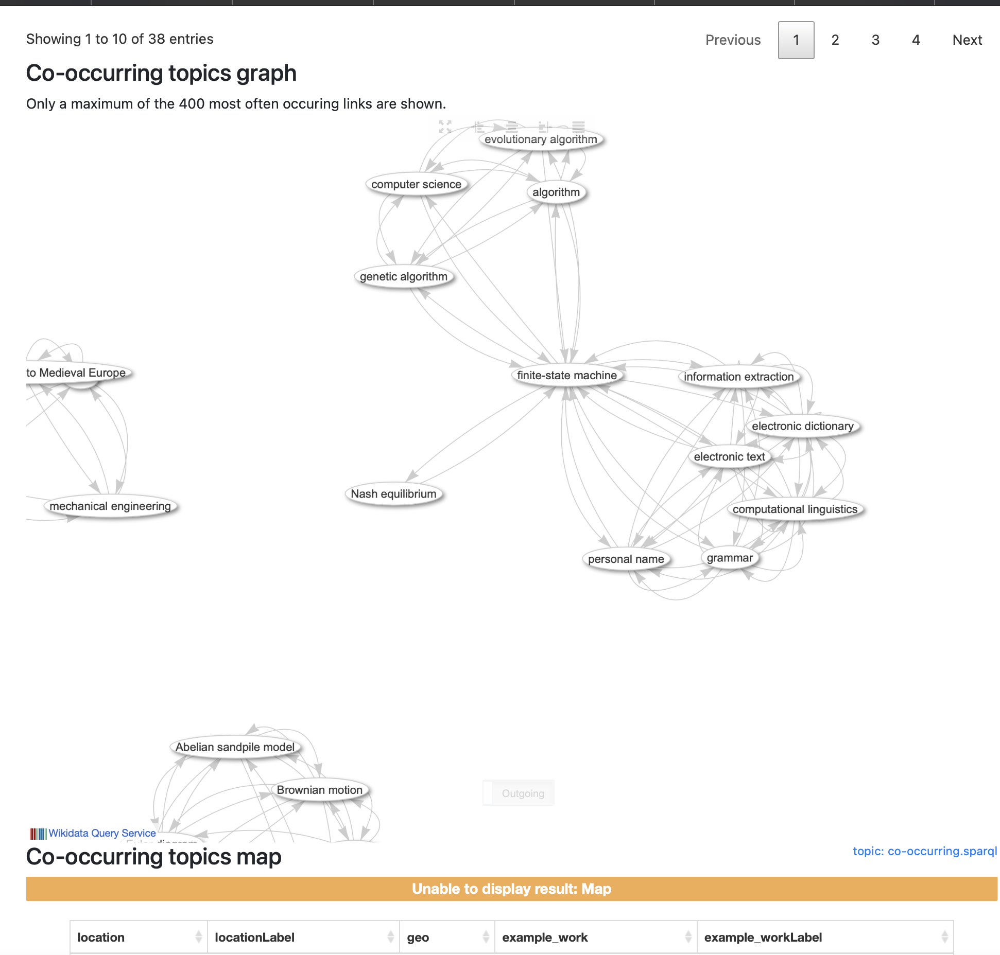 Showing 1 to 10 of 38 entries
Previous 1 2 3 4 Next
Co-occurring topics graph
Only a maximum of the 400 most often occuring links are shown.
evolutionary algorithm
computer science
algorithm
genetic algorithm
to Medieval Europe
finite-state machine
information extraction
electronic dictionary
electronic text
Nash equilibrium
mechanical engineering
computational linguistics
personal name
grammar
Abelian sandpile model
Brownian motion
Outgoing
Wikidata Query Service
Euler diagram
Co-occurring topics map
topic: co-occurring.sparql
Unable to display result: Map
location locationLabel geo example_work example_workLabel